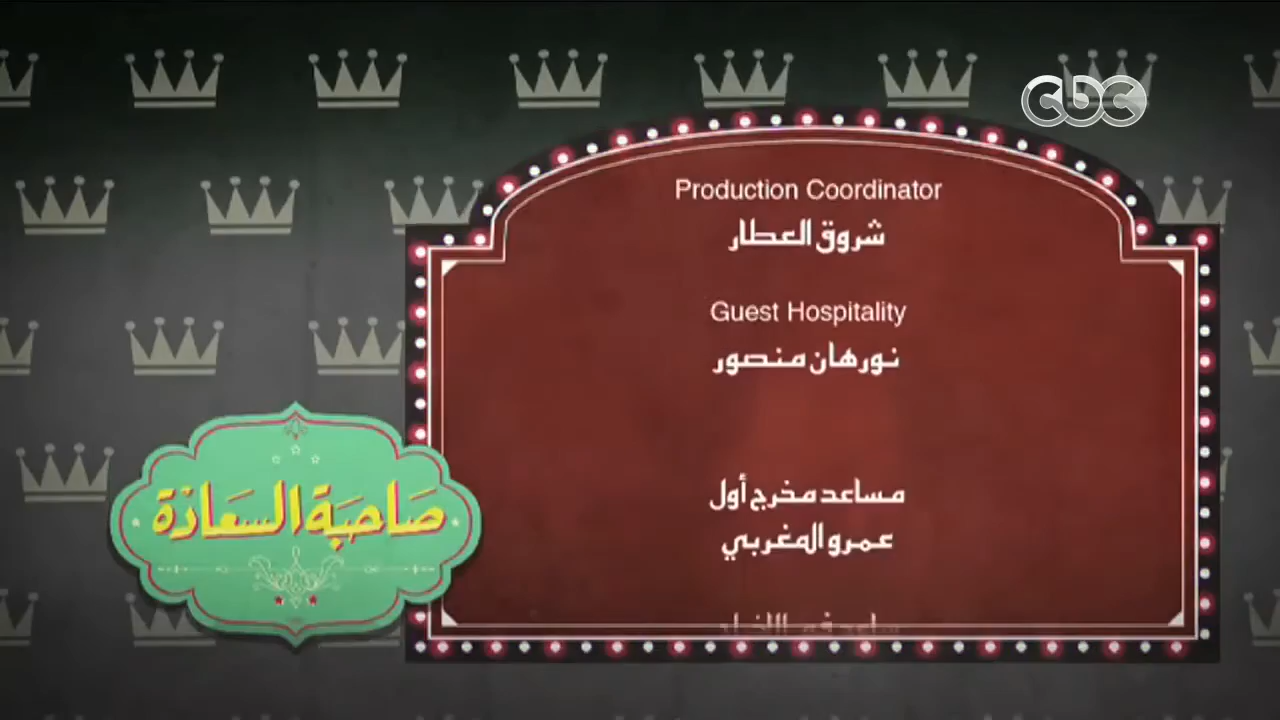 cbc
Production Coordinator
شروق العطار
Guest Hospitality
نورهان منصور
مساعد مخرج أول
عمرو المغربي
صاحبة السعادة